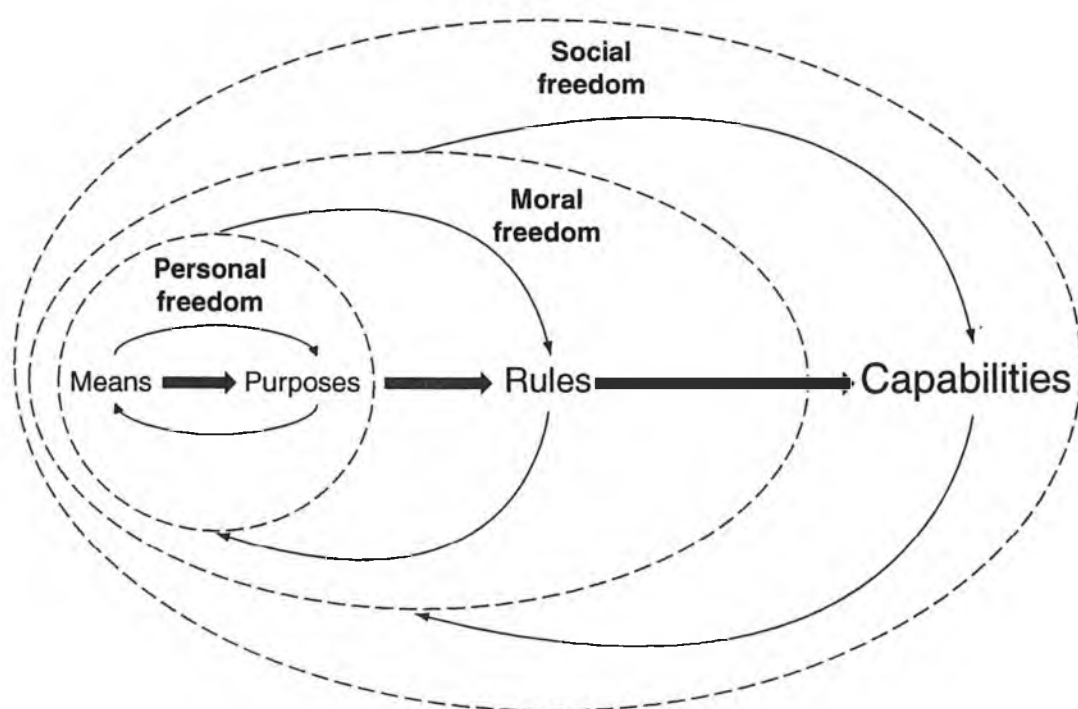 Social
freedom
Moral
freedom
Personal
freedom
Means
Purposes
Rules
Capabilities